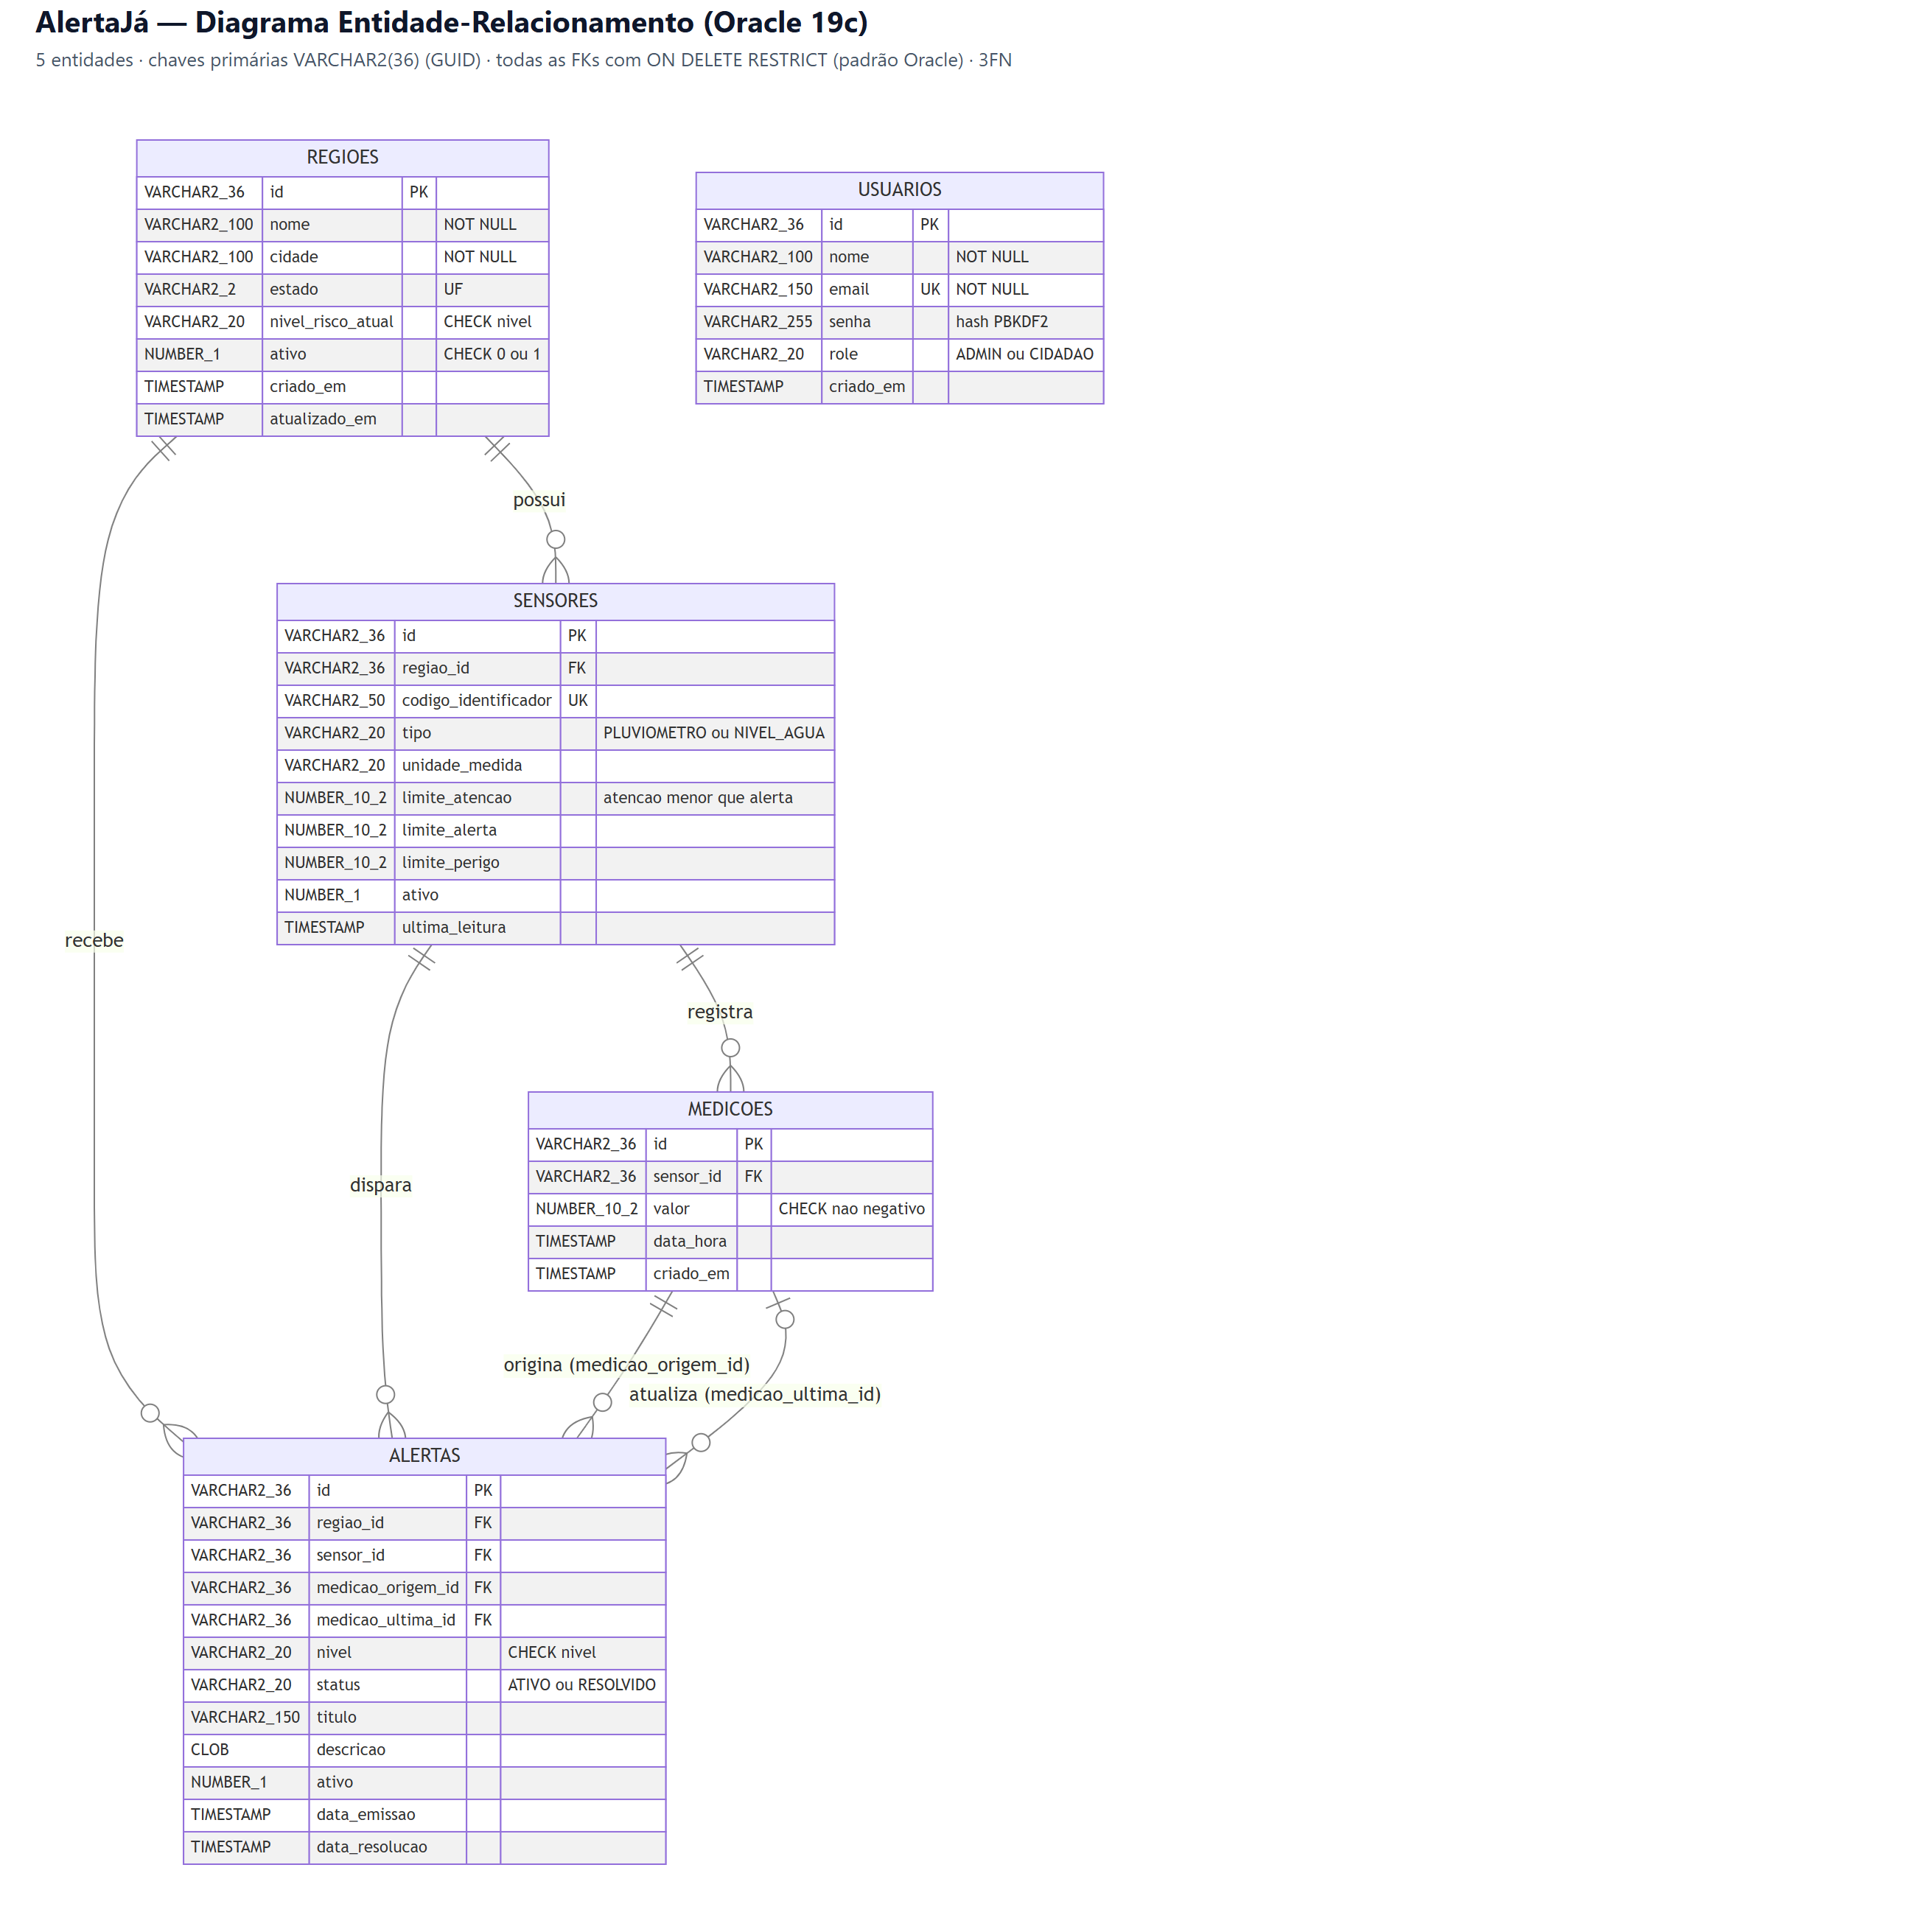 AlertaJá — Diagrama Entidade-Relacionamento (Oracle 19c)
5 entidades · chaves primárias VARCHAR2(36) (GUID) · todas as FKs com ON DELETE RESTRICT (padrão Oracle) · 3FN
REGIOES
VARCHAR2_36 id PK
VARCHAR2_100 nome NOT NULL
VARCHAR2_100 cidade NOT NULL
VARCHAR2_2 estado UF
VARCHAR2_20 nivel_risco_atual CHECK nivel
NUMBER_1 ativo CHECK 0 ou 1
TIMESTAMP criado_em
TIMESTAMP atualizado_em
USUARIOS
VARCHAR2_36 id PK
VARCHAR2_100 nome NOT NULL
VARCHAR2_150 email UK NOT NULL
VARCHAR2_255 senha hash PBKDF2
VARCHAR2_20 role ADMIN ou CIDADAO
TIMESTAMP criado_em
possui
SENSORES
VARCHAR2_36 id PK
VARCHAR2_36 regiao_id FK
VARCHAR2_50 codigo_identificador UK
VARCHAR2_20 tipo PLUVIOMETRO ou NIVEL_AGUA
VARCHAR2_20 unidade_medida
NUMBER_10_2 limite_atencao atencao menor que alerta
NUMBER_10_2 limite_alerta
NUMBER_10_2 limite_perigo
NUMBER_1 ativo
TIMESTAMP ultima_leitura
recebe
registra
dispara
MEDICOES
VARCHAR2_36 id PK
VARCHAR2_36 sensor_id FK
NUMBER_10_2 valor CHECK nao negativo
TIMESTAMP data_hora
TIMESTAMP criado_em
origina (medicao_origem_id)
atualiza (medicao_ultima_id)
ALERTAS
VARCHAR2_36 id PK
VARCHAR2_36 regiao_id FK
VARCHAR2_36 sensor_id FK
VARCHAR2_36 medicao_origem_id FK
VARCHAR2_36 medicao_ultima_id FK
VARCHAR2_20 nivel CHECK nivel
VARCHAR2_20 status ATIVO ou RESOLVIDO
VARCHAR2_150 titulo
CLOB descricao
NUMBER_1 ativo
TIMESTAMP data_emissao
TIMESTAMP data_resolucao